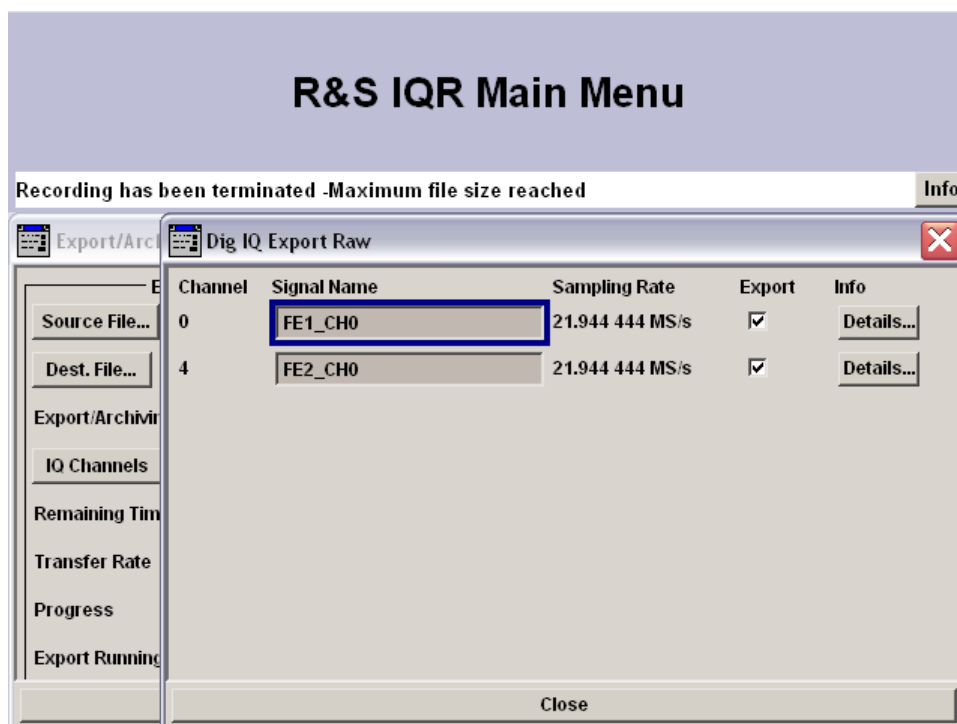 R&S IQR Main Menu
Recording has been terminated -Maximum file size reached
Info
Export/Arc
Dig IQ Export Raw
E
Source File...
Dest. File...
Export/Archivin
IQ Channels
Remaining Tim
Transfer Rate
Progress
Export Running
Channel Signal Name Sampling Rate Export Info
0 FE1_CH0 21.944 444 MS/s Details...
4 FE2_CH0 21.944 444 MS/s Details...
Close